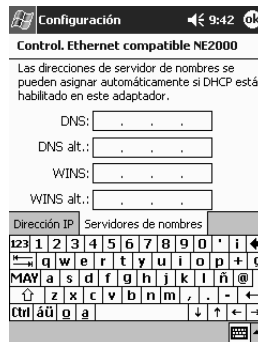 Configuración 9:42 ok
Control. Ethernet compatible NE2000
Las direcciones de servidor de nombres se
pueden asignar automáticamente si DHCP está
habilitado en este adaptador.
DNS: . . .
DNS alt.: . . .
WINS: . . .
WINS alt.: . . .
Dirección IP Servidores de nombres
123 1 2 3 4 5 6 7 8 9 0 ' i
q w e r t y u i o p + ç
MAY a s d f g h j k l ñ @
z x c v b n m , . -
Ctrl áü º ª